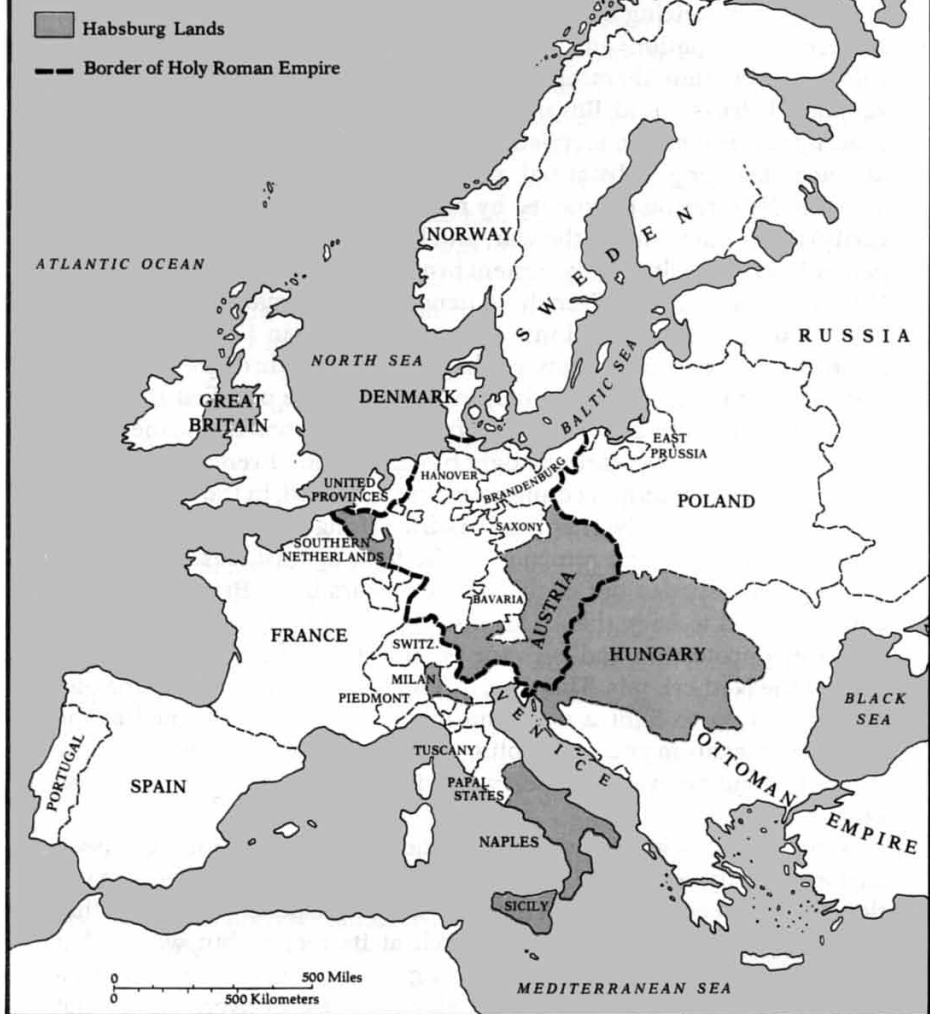 Habsburg Lands
Border of Holy Roman Empire
ATLANTIC OCEAN
NORWAY
SWEDEN
RUSSIA
NORTH SEA
BALTIC SEA
GREAT
BRITAIN
DENMARK
EAST
PRUSSIA
UNITED
PROVINCES
HANOVER
BRANDENBURG
POLAND
SAXONY
SOUTHERN
NETHERLANDS
BAVARIA
AUSTRIA
FRANCE
SWITZ.
HUNGARY
MILAN
PIEDMONT
VENICE
BLACK
SEA
PORTUGAL
SPAIN
TUSCANY
PAPAL
STATES
OTTOMAN
EMPIRE
NAPLES
SICILY
0 500 Miles
0 500 Kilometers
MEDITERRANEAN SEA